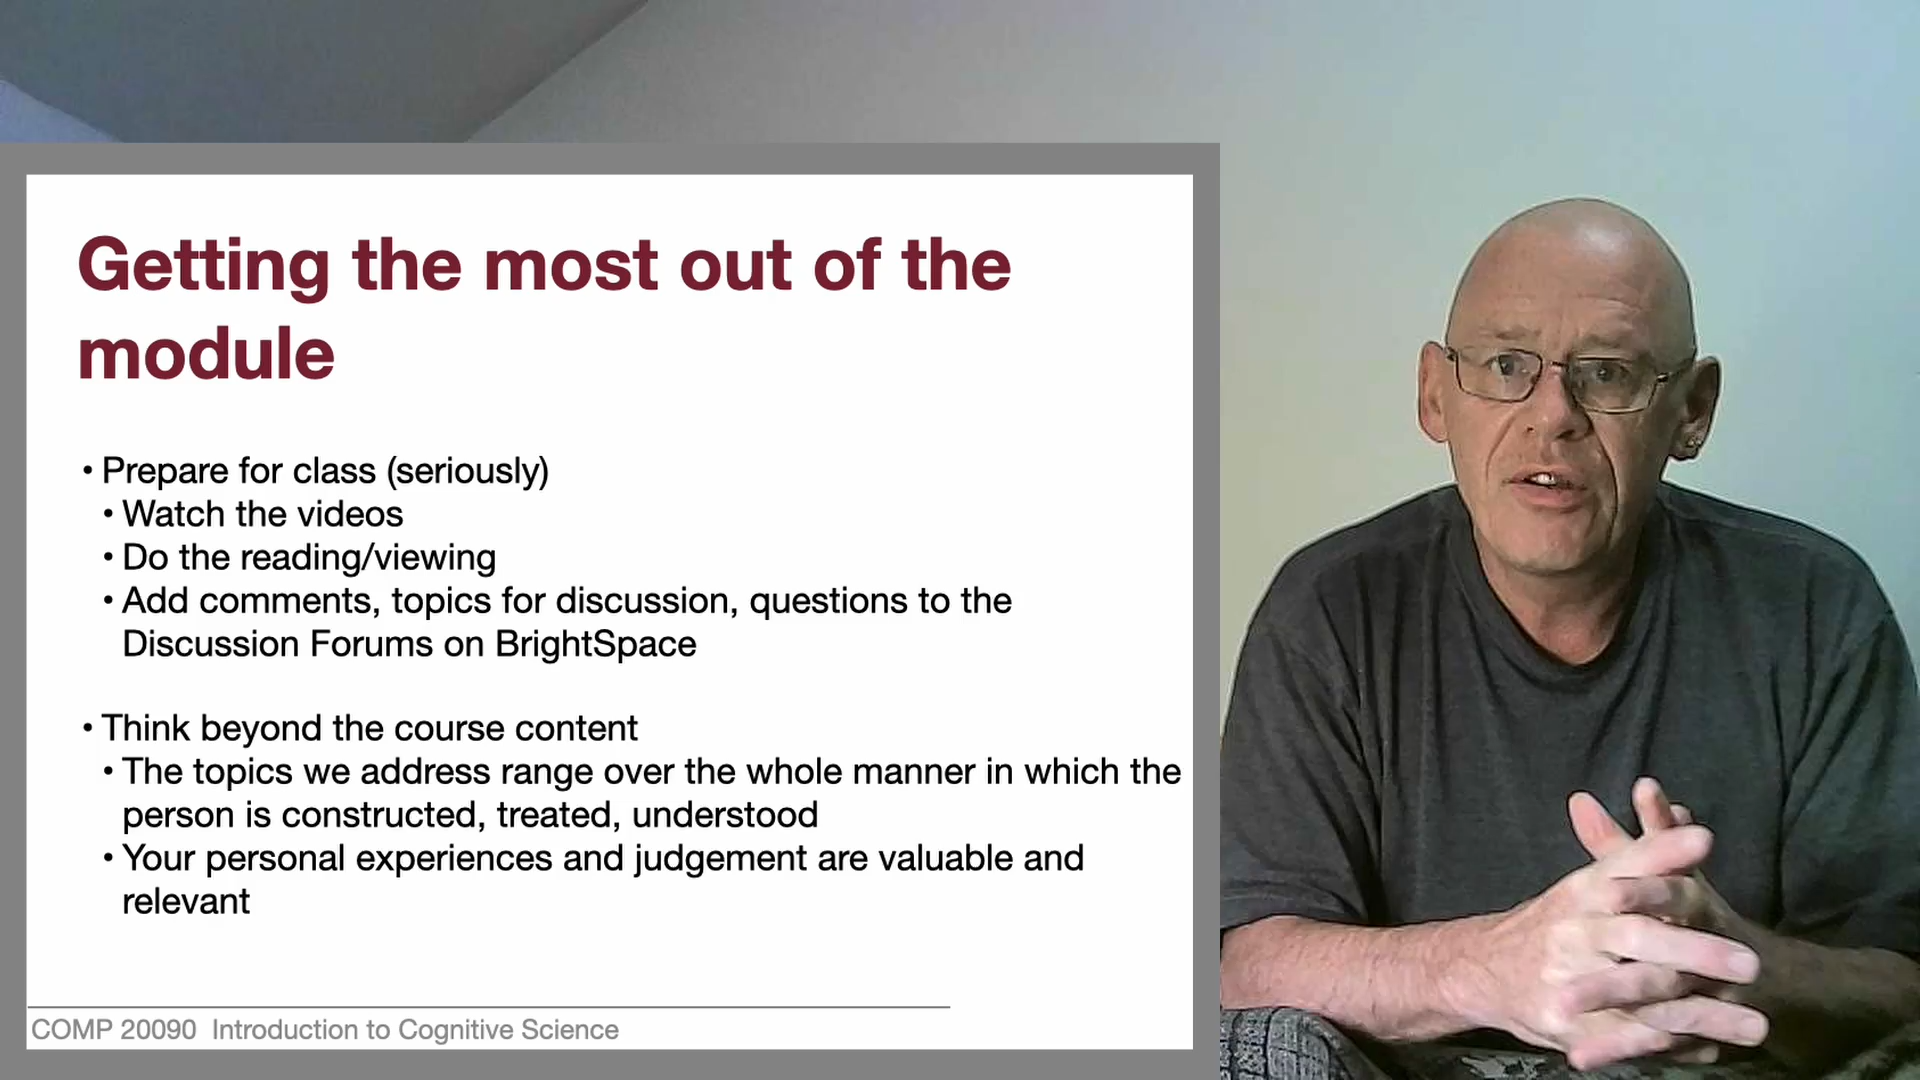 Getting the most out of the
module
• Prepare for class (seriously)
• Watch the videos
• Do the reading/viewing
• Add comments, topics for discussion, questions to the
Discussion Forums on BrightSpace
• Think beyond the course content
• The topics we address range over the whole manner in which the
person is constructed, treated, understood
• Your personal experiences and judgement are valuable and
relevant
COMP 20090 Introduction to Cognitive Science